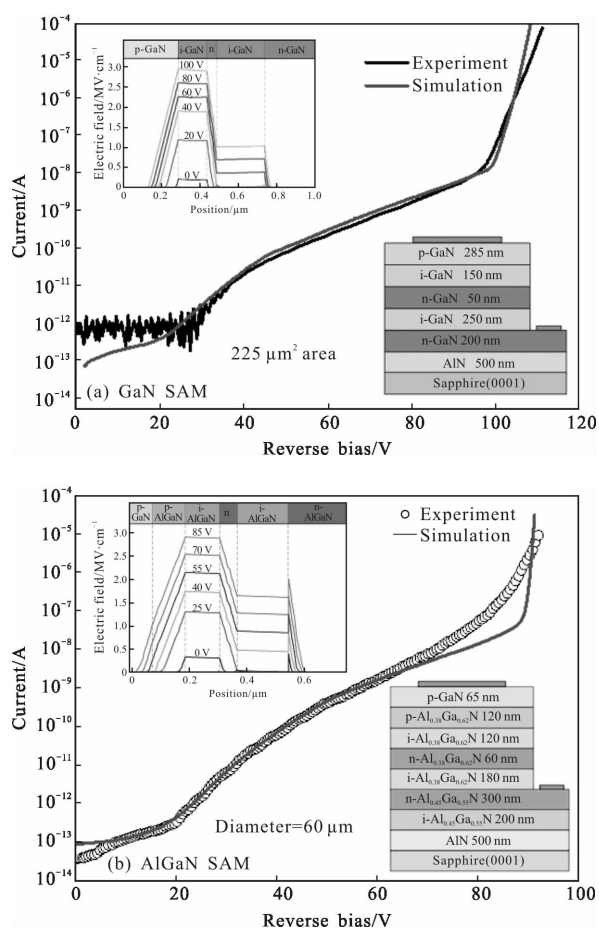 10⁻⁴
10⁻⁵
10⁻⁶
10⁻⁷
10⁻⁸
10⁻⁹
10⁻¹⁰
10⁻¹¹
10⁻¹²
10⁻¹³
10⁻¹⁴
Current/A
p-GaN i-GaN n i-GaN n-GaN
3.0
2.5
2.0
1.5
1.0
0.5
0
Electric field/MV·cm⁻¹
100 V
80 V
60 V
40 V
20 V
0 V
0 0.2 0.4 0.6 0.8 1.0
Position/μm
Experiment
Simulation
p-GaN 285 nm
i-GaN 150 nm
n-GaN 50 nm
i-GaN 250 nm
n-GaN 200 nm
AlN 500 nm
Sapphire(0001)
225 μm² area
(a) GaN SAM
0 20 40 60 80 100 120
Reverse bias/V
10⁻⁴
10⁻⁵
10⁻⁶
10⁻⁷
10⁻⁸
10⁻⁹
10⁻¹⁰
10⁻¹¹
10⁻¹²
10⁻¹³
10⁻¹⁴
Current/A
p- p- i- n i- n-
GaN AlGaN AlGaN AlGaN AlGaN
3.0
2.5
2.0
1.5
1.0
0.5
0
Electric field/MV·cm⁻¹
85 V
70 V
55 V
40 V
25 V
0 V
0 0.2 0.4 0.6
Position/μm
Experiment
Simulation
p-GaN 65 nm
p-Al₀.₃₈Ga₀.₆₂N 120 nm
i-Al₀.₃₈Ga₀.₆₂N 120 nm
n-Al₀.₃₈Ga₀.₆₂N 60 nm
i-Al₀.₃₈Ga₀.₆₂N 180 nm
n-Al₀.₄₅Ga₀.₅₅N 300 nm
i-Al₀.₄₅Ga₀.₅₅N 200 nm
AlN 500 nm
Sapphire(0001)
Diameter=60 μm
(b) AlGaN SAM
0 20 40 60 80 100
Reverse bias/V